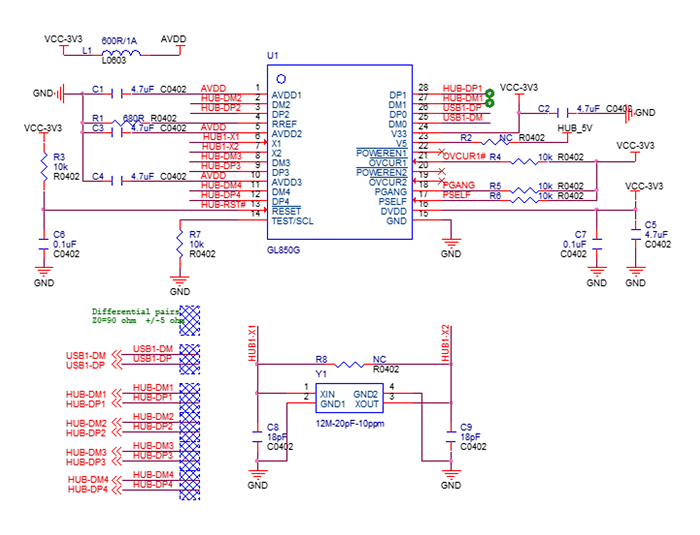 VCC-3V3 600R/1A AVDD
L1 L0603
U1
GND C1 4.7uF C0402 AVDD 1 AVDD1 DP1 28 HUB-DP1 VCC-3V3
HUB-DM2 2 DM2 DM1 27 HUB-DM1
HUB-DP2 3 DP2 DP0 26 USB1-DP C2 4.7uF C0402 GND
R1 680R R0402 4 RREF DM0 25 USB1-DM
VCC-3V3 C3 4.7uF C0402 AVDD 5 AVDD2 V33 24 HUB_5V
HUB1-X1 6 X1 V5 23 R2 NC R0402
HUB1-X2 7 X2 POWEREN1 22 VCC-3V3
R3 HUB-DM3 8 DM3 OVCUR1 21 OVCUR1# R4 10k R0402
10k HUB-DP3 9 DP3 POWEREN2 20
R0402 C4 4.7uF C0402 AVDD 10 AVDD3 OVCUR2 19
HUB-DM4 11 DM4 PGANG 18 PGANG R5 10k R0402 VCC-3V3
HUB-DP4 12 DP4 PSELF 17 PSELF R6 10k R0402
HUB-RST# 13 RESET DVDD 16
14 TEST/SCL GND 15
C6 R7 C7 C5
0.1uF 10k 0.1uF 4.7uF
C0402 R0402 C0402 C0402
GL850G
GND GND GND GND GND
Differential pairs
Z0=90 ohm +/-5 ohm
USB1-DM USB1-DM
USB1-DP USB1-DP
HUB-DM1 HUB-DM1
HUB-DP1 HUB-DP1
HUB-DM2 HUB-DM2
HUB-DP2 HUB-DP2
HUB-DM3 HUB-DM3
HUB-DP3 HUB-DP3
HUB-DM4 HUB-DM4
HUB-DP4 HUB-DP4
HUB1-X1 HUB1-X2
R8 NC
R0402
Y1
1 XIN GND2 4
2 GND1 XOUT 3
12M-20pF-10ppm
C8 C9
18pF 18pF
C0402 C0402
GND GND